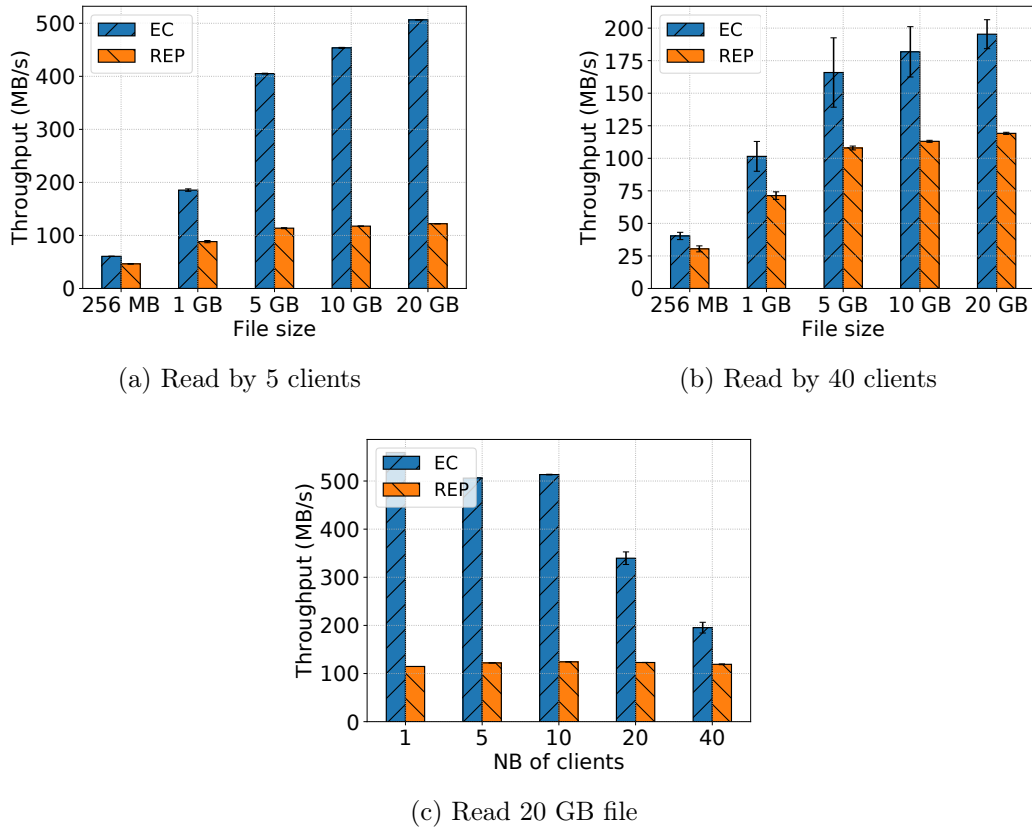 500
400
300
200
100
0
Throughput (MB/s)
EC
REP
256 MB 1 GB 5 GB 10 GB 20 GB
File size
(a) Read by 5 clients
200
175
150
125
100
75
50
25
0
Throughput (MB/s)
EC
REP
256 MB 1 GB 5 GB 10 GB 20 GB
File size
(b) Read by 40 clients
500
400
300
200
100
0
Throughput (MB/s)
EC
REP
1 5 10 20 40
NB of clients
(c) Read 20 GB file